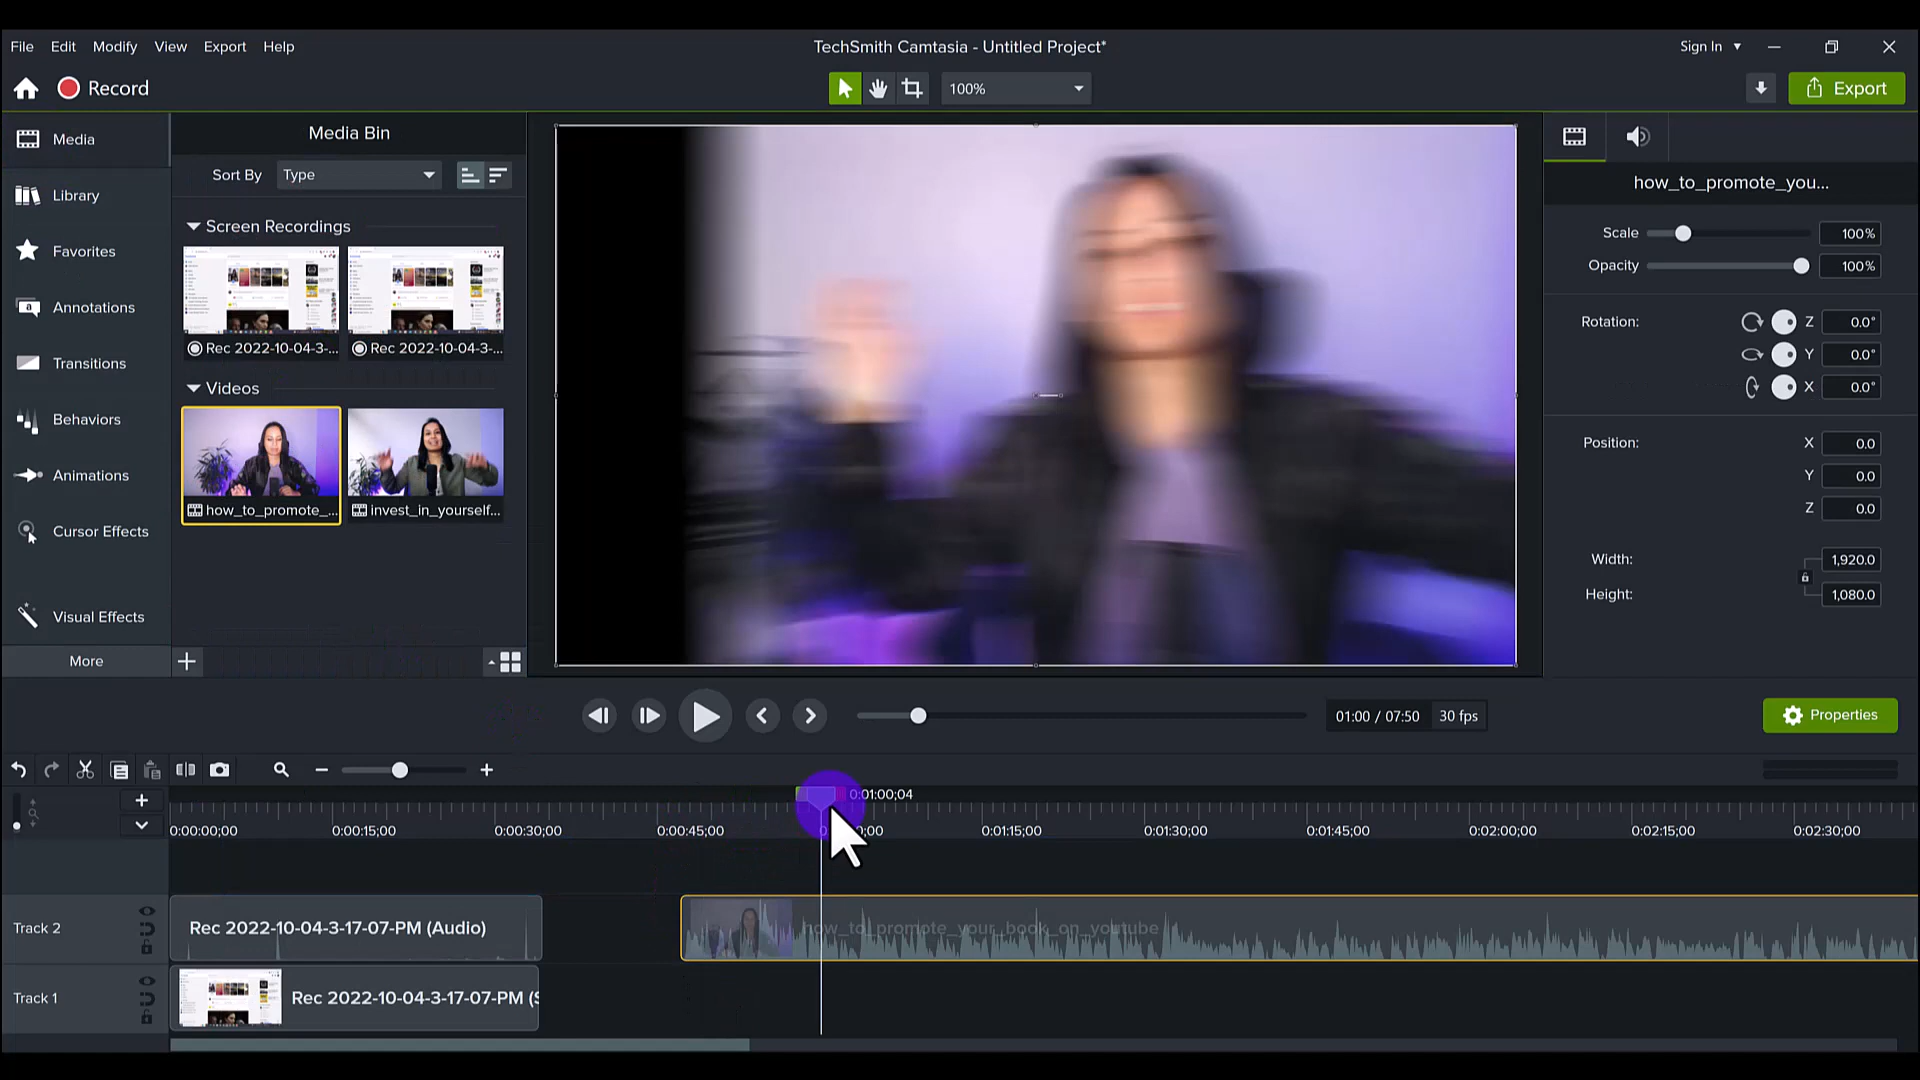 File Edit Modify View Export Help
TechSmith Camtasia - Untitled Project*
Sign In
Record
100%
Export
Media
Library
Favorites
Annotations
Transitions
Behaviors
Animations
Cursor Effects
Visual Effects
More
Media Bin
Sort By Type
Screen Recordings
Rec 2022-10-04-3-... Rec 2022-10-04-3-...
Videos
how_to_promote_... invest_in_yourself...
how_to_promote_you...
Scale 100%
Opacity 100%
Rotation: Z 0.0°
Y 0.0°
X 0.0°
Position: X 0.0
Y 0.0
Z 0.0
Width: 1,920.0
Height: 1,080.0
01:00 / 07:50 30 fps
Properties
0:01:00;04
0:00:00;00 0:00:15;00 0:00:30;00 0:00:45;00 0:01:15;00 0:01:30;00 0:01:45;00 0:02:00;00 0:02:15;00 0:02:30;00
Track 2
Rec 2022-10-04-3-17-07-PM (Audio)
how_to_promote_your_book_on_youtube
Track 1
Rec 2022-10-04-3-17-07-PM (S